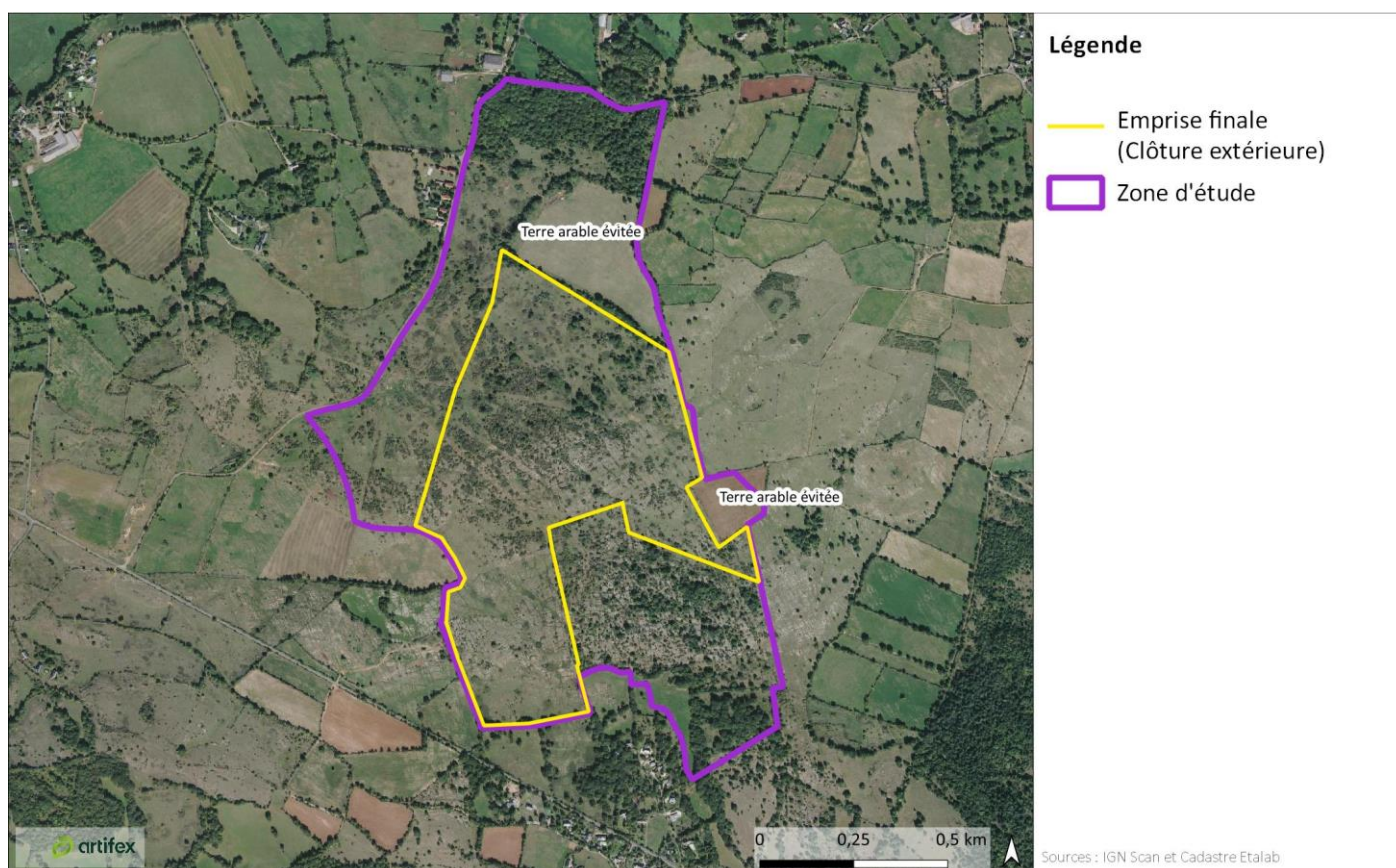 Légende
Emprise finale
(Clôture extérieure)
Zone d'étude
Terre arable évitée
Terre arable évitée
artifex
0 0,25 0,5 km
Sources : IGN Scan et Cadastre Etalab